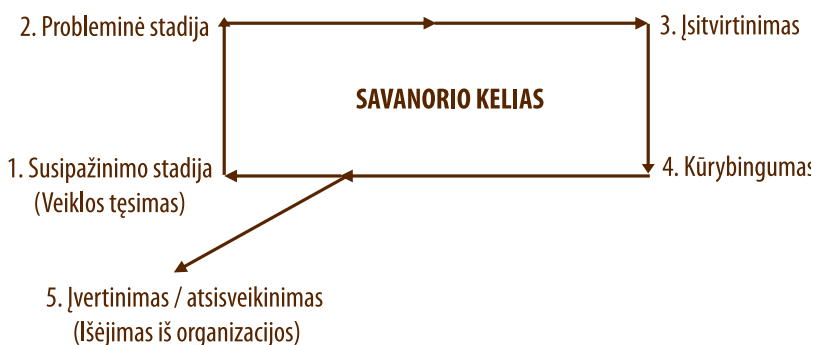 2. Probleminė stadija
3. Įsitvirtinimas
SAVANORIO KELIAS
1. Susipažinimo stadija
(Veiklos tęsimas)
4. Kūrybingumas
5. Įvertinimas / atsisveikinimas
(Išėjimas iš organizacijos)